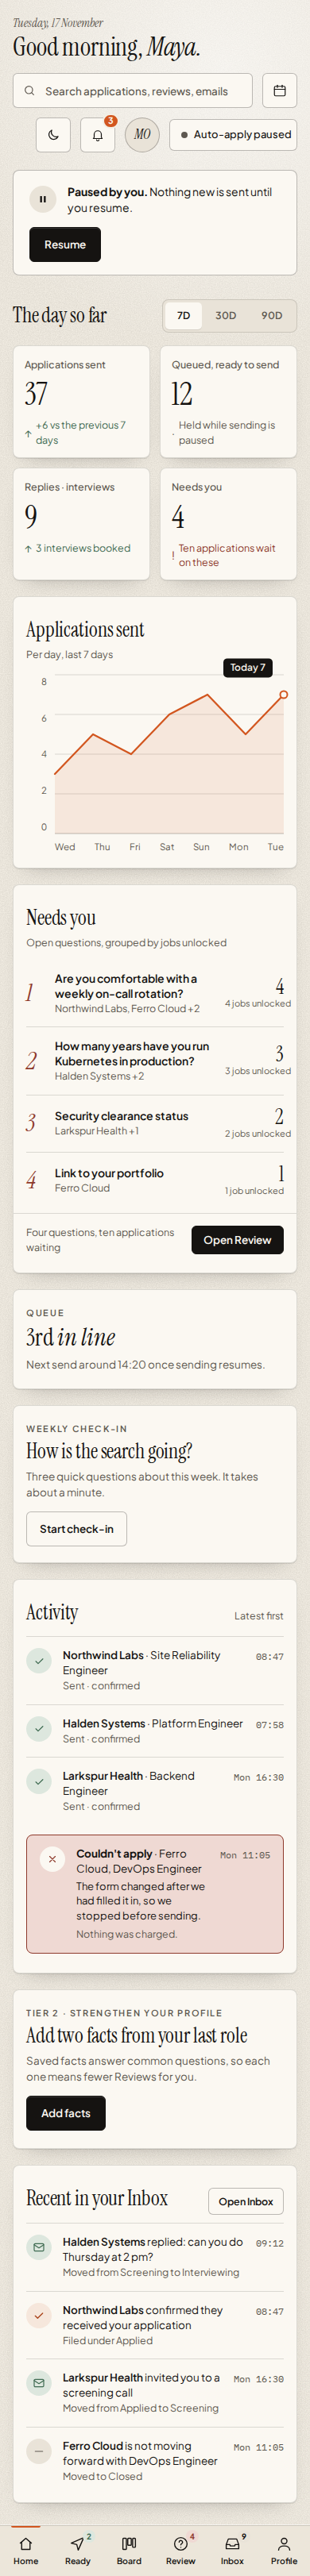 Tuesday, 17 November
Good morning, Maya.
Search applications, reviews, emails
3
MO
Auto-apply paused
Paused by you. Nothing new is sent until
you resume.
Resume
The day so far
7D 30D 90D
Applications sent
37
↑ +6 vs the previous 7
days
Queued, ready to send
12
· Held while sending is
paused
Replies · interviews
9
↑ 3 interviews booked
Needs you
4
! Ten applications wait
on these
Applications sent
Per day, last 7 days
Today 7
8
6
4
2
0
Wed Thu Fri Sat Sun Mon Tue
Needs you
Open questions, grouped by jobs unlocked
1
Are you comfortable with a
weekly on-call rotation?
Northwind Labs, Ferro Cloud +2
4
4 jobs unlocked
2
How many years have you run
Kubernetes in production?
Halden Systems +2
3
3 jobs unlocked
3
Security clearance status
Larkspur Health +1
2
2 jobs unlocked
4
Link to your portfolio
Ferro Cloud
1
1 job unlocked
Four questions, ten applications
waiting
Open Review
QUEUE
3rd in line
Next send around 14:20 once sending resumes.
WEEKLY CHECK-IN
How is the search going?
Three quick questions about this week. It takes
about a minute.
Start check-in
Activity
Latest first
Northwind Labs · Site Reliability
Engineer
Sent · confirmed
08:47
Halden Systems · Platform Engineer
Sent · confirmed
07:58
Larkspur Health · Backend
Engineer
Sent · confirmed
Mon 16:30
Couldn't apply · Ferro
Cloud, DevOps Engineer
The form changed after we
had filled it in, so we
stopped before sending.
Nothing was charged.
Mon 11:05
TIER 2 · STRENGTHEN YOUR PROFILE
Add two facts from your last role
Saved facts answer common questions, so each
one means fewer Reviews for you.
Add facts
Recent in your Inbox
Open Inbox
Halden Systems replied: can you do
Thursday at 2 pm?
Moved from Screening to Interviewing
09:12
Northwind Labs confirmed they
received your application
Filed under Applied
08:47
Larkspur Health invited you to a
screening call
Moved from Applied to Screening
Mon 16:30
Ferro Cloud is not moving
forward with DevOps Engineer
Moved to Closed
Mon 11:05
2
4
9
Home Ready Board Review Inbox Profile